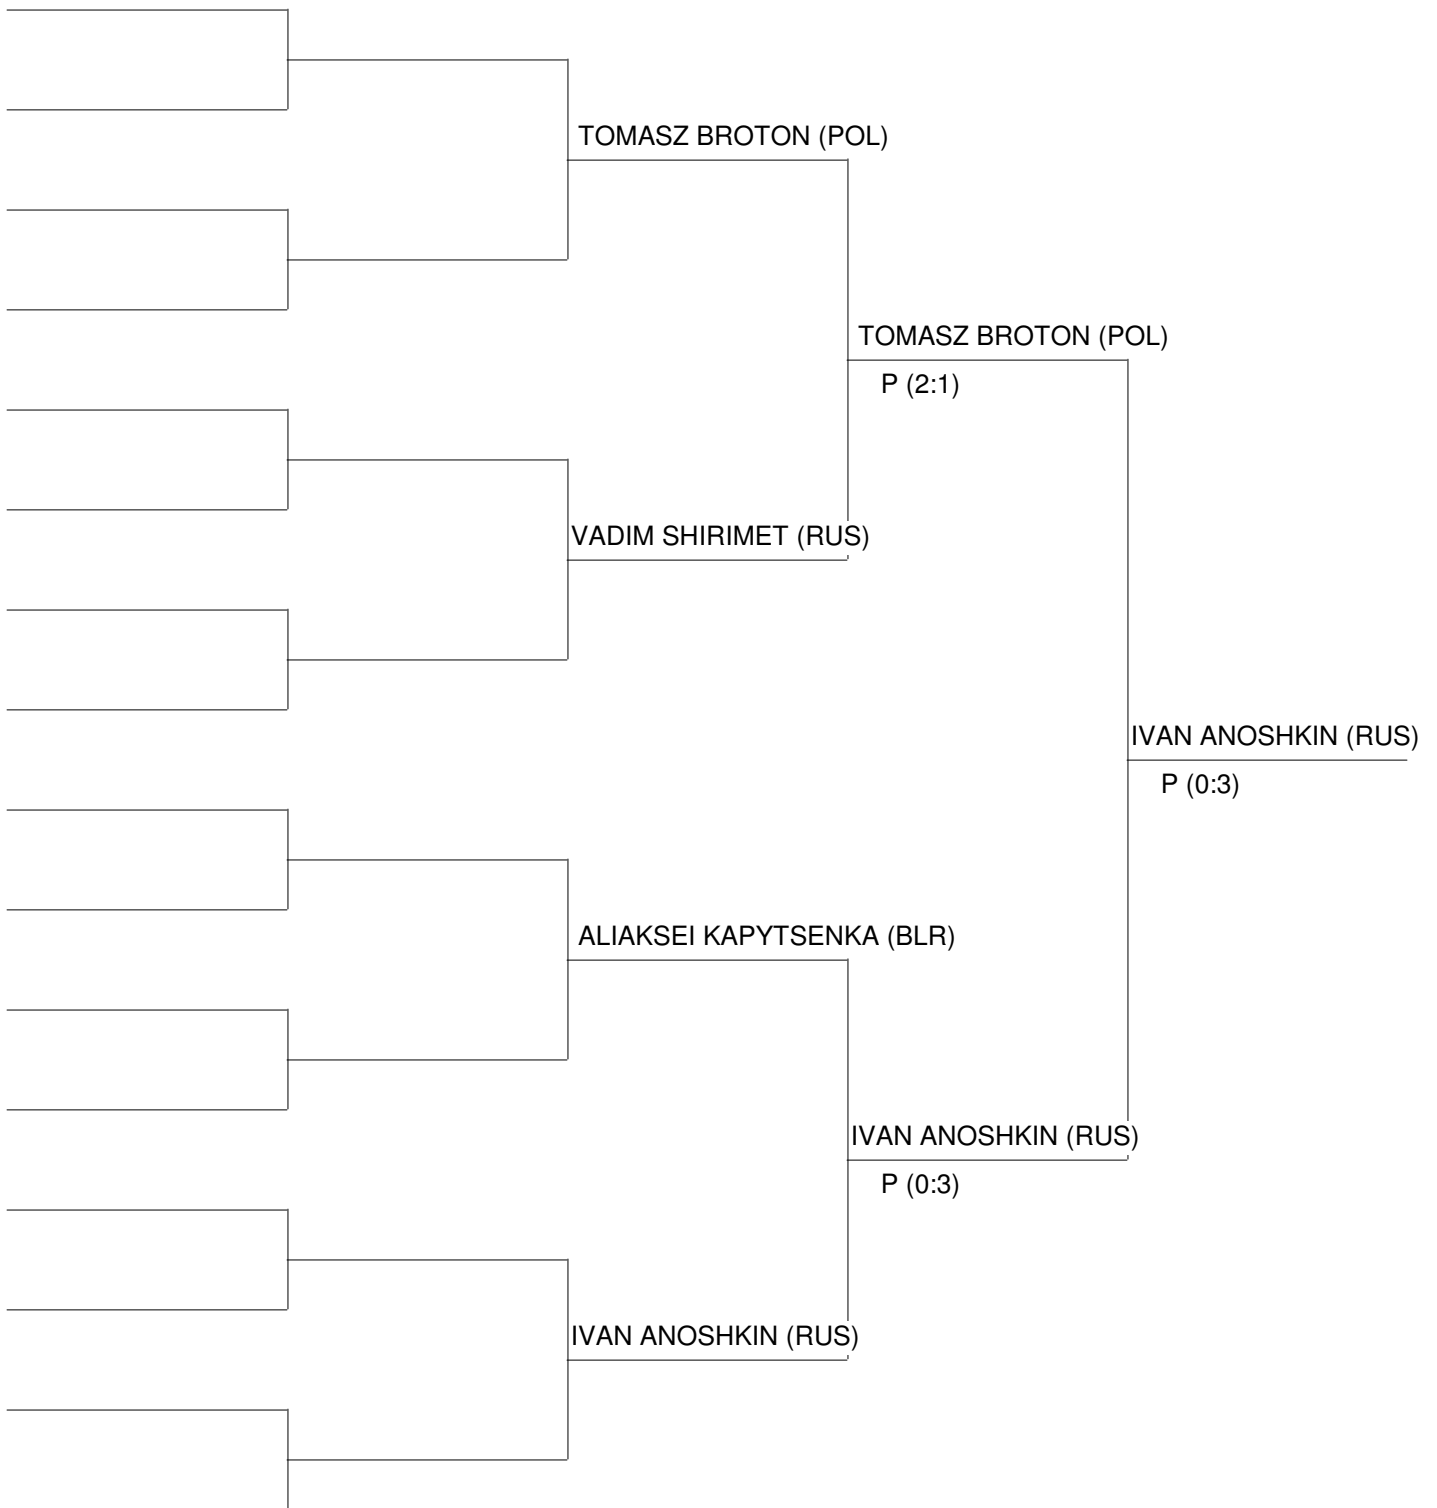 TOMASZ BROTON (POL)
TOMASZ BROTON (POL)
P (2:1)
VADIM SHIRIMET (RUS)
IVAN ANOSHKIN (RUS)
P (0:3)
ALIAKSEI KAPYTSENKA (BLR)
IVAN ANOSHKIN (RUS)
P (0:3)
IVAN ANOSHKIN (RUS)